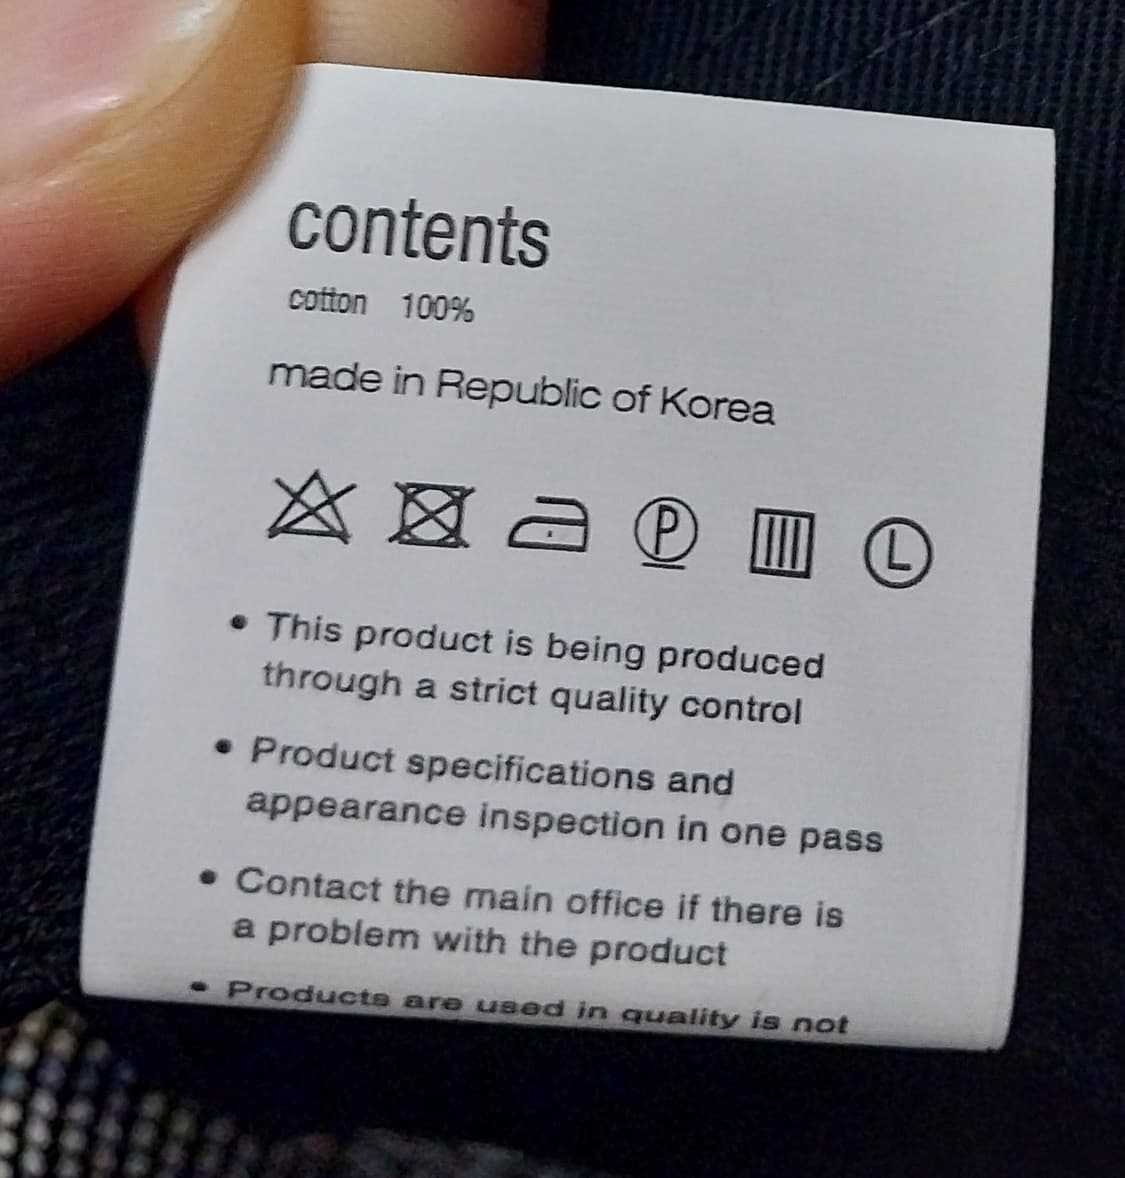 contents
cotton 100%
made in Republic of Korea
P L
• This product is being produced
through a strict quality control
• Product specifications and
appearance inspection in one pass
• Contact the main office if there is
a problem with the product
• Products are used in quality is not